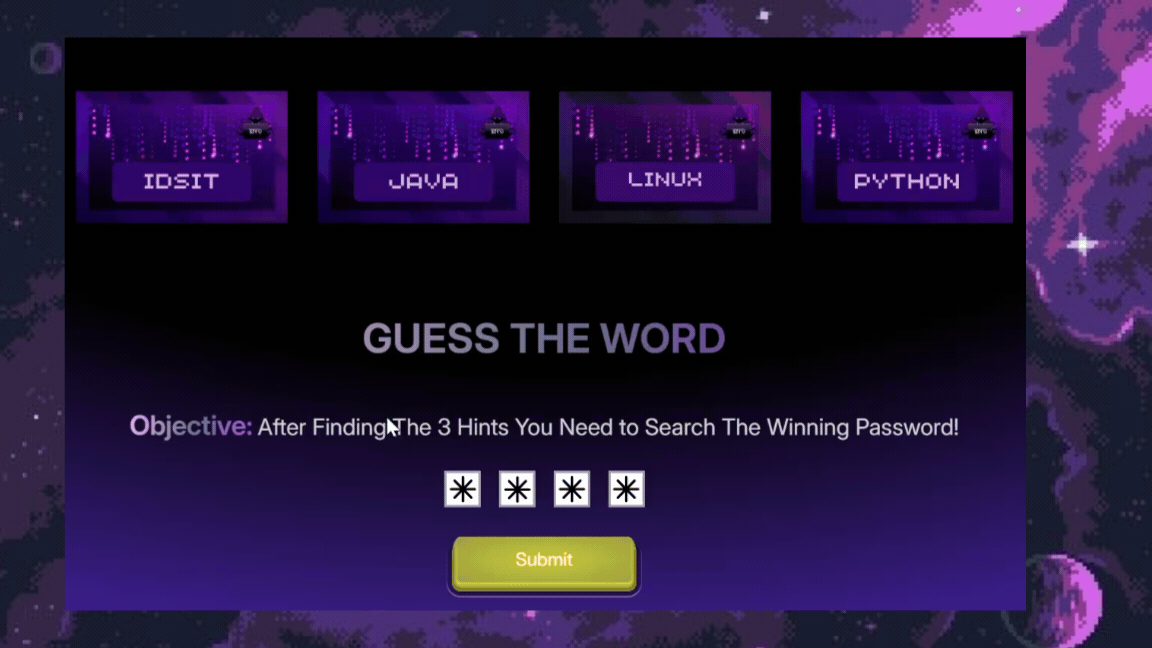 IDSIT
JAVA
LINUX
PYTHON
GUESS THE WORD
Objective: After Finding The 3 Hints You Need to Search The Winning Password!
Submit